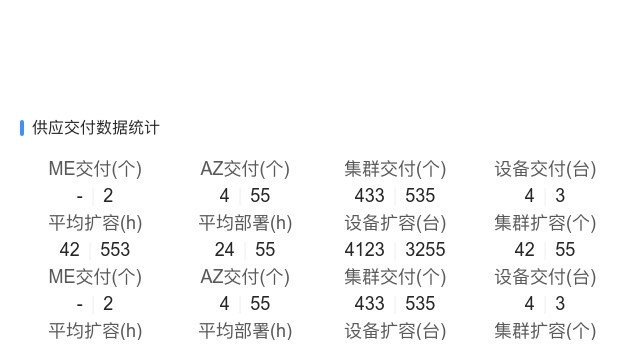 供应交付数据统计
ME交付(个) AZ交付(个) 集群交付(个) 设备交付(台)
- 2 4 55 433 535 4 3
平均扩容(h) 平均部署(h) 设备扩容(台) 集群扩容(个)
42 553 24 55 4123 3255 42 55
ME交付(个) AZ交付(个) 集群交付(个) 设备交付(台)
- 2 4 55 433 535 4 3
平均扩容(h) 平均部署(h) 设备扩容(台) 集群扩容(个)